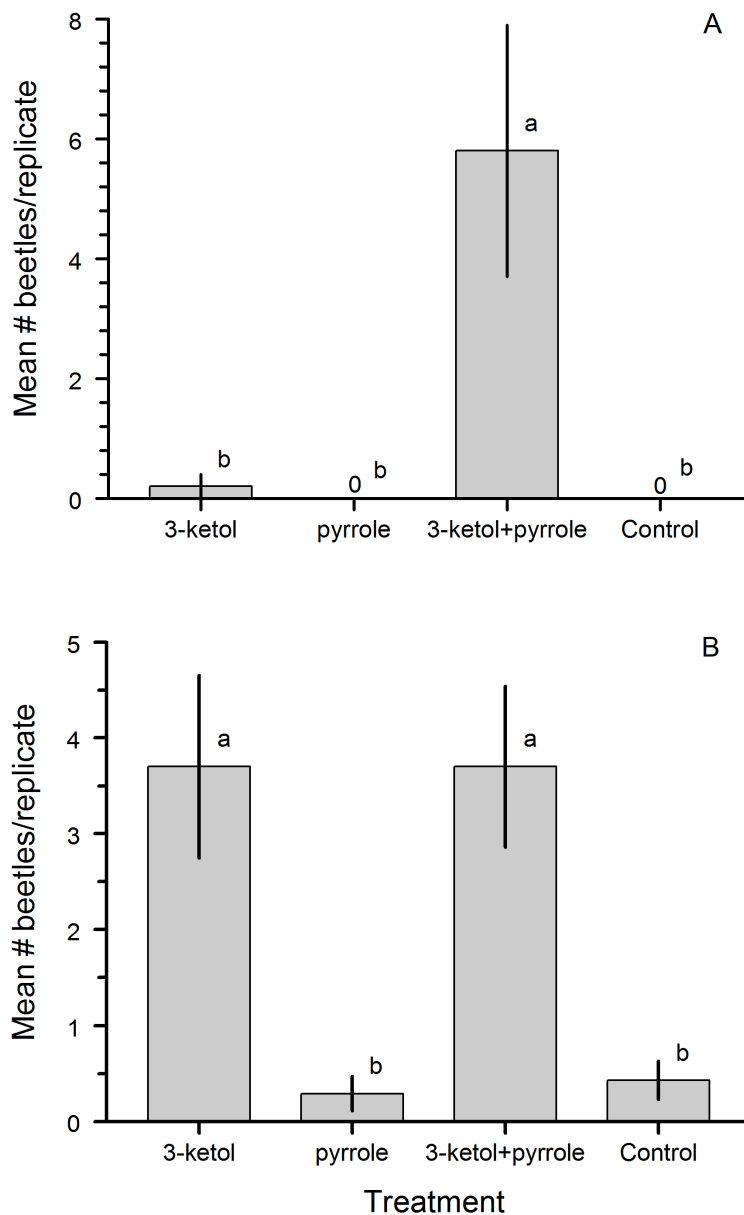 A
Mean # beetles/replicate
8
6
4
2
0
b
0 b
a
0 b
3-ketol pyrrole 3-ketol+pyrrole Control
B
Mean # beetles/replicate
5
4
3
2
1
0
a
b
a
b
3-ketol pyrrole 3-ketol+pyrrole Control
Treatment